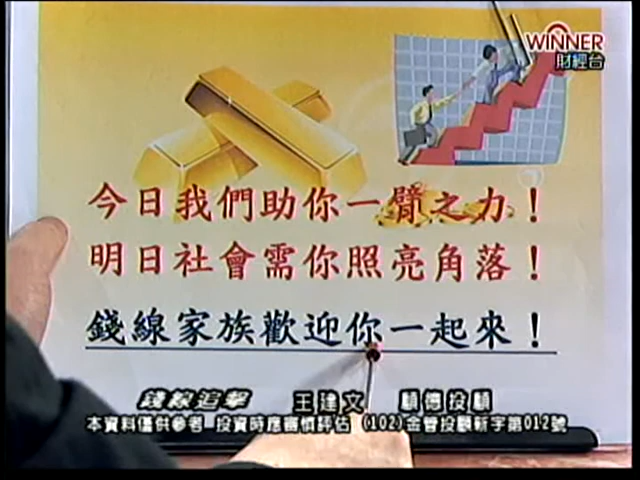 WINNER
財經台
今日我們助你一臂之力！
明日社會需你照亮角落！
錢線家族歡迎你一起來！
錢線追擊 王建文 顧德投顧
本資料僅供參考 投資時應審慎評估 (102)金管投顧新字第012號